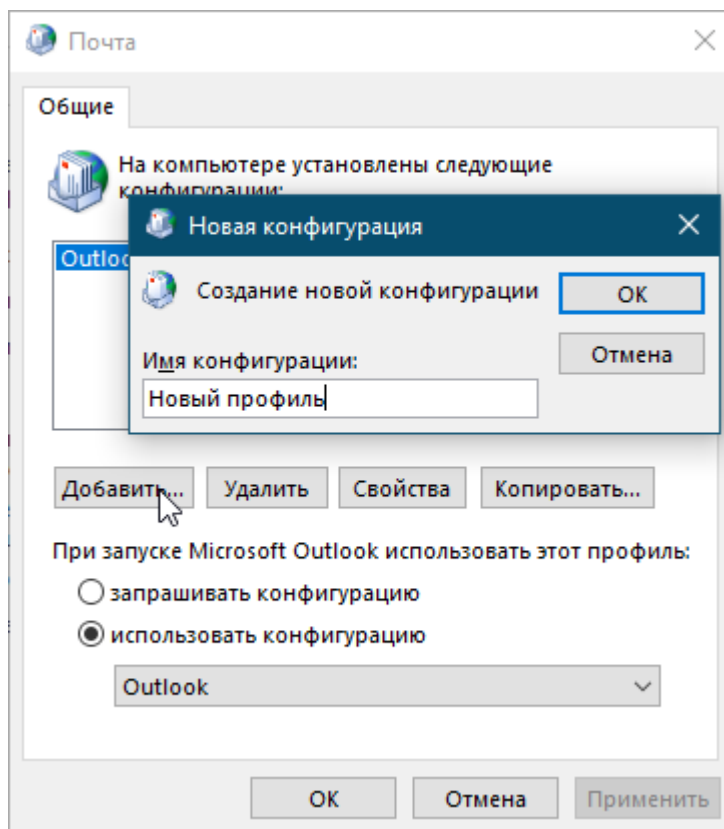 Почта
Общие
На компьютере установлены следующие
конфигурации:
Новая конфигурация
Создание новой конфигурации
OK
Отмена
Имя конфигурации:
Новый профиль
Добавить...
Удалить
Свойства
Копировать...
При запуске Microsoft Outlook использовать этот профиль:
запрашивать конфигурацию
использовать конфигурацию
Outlook
OK
Отмена
Применить